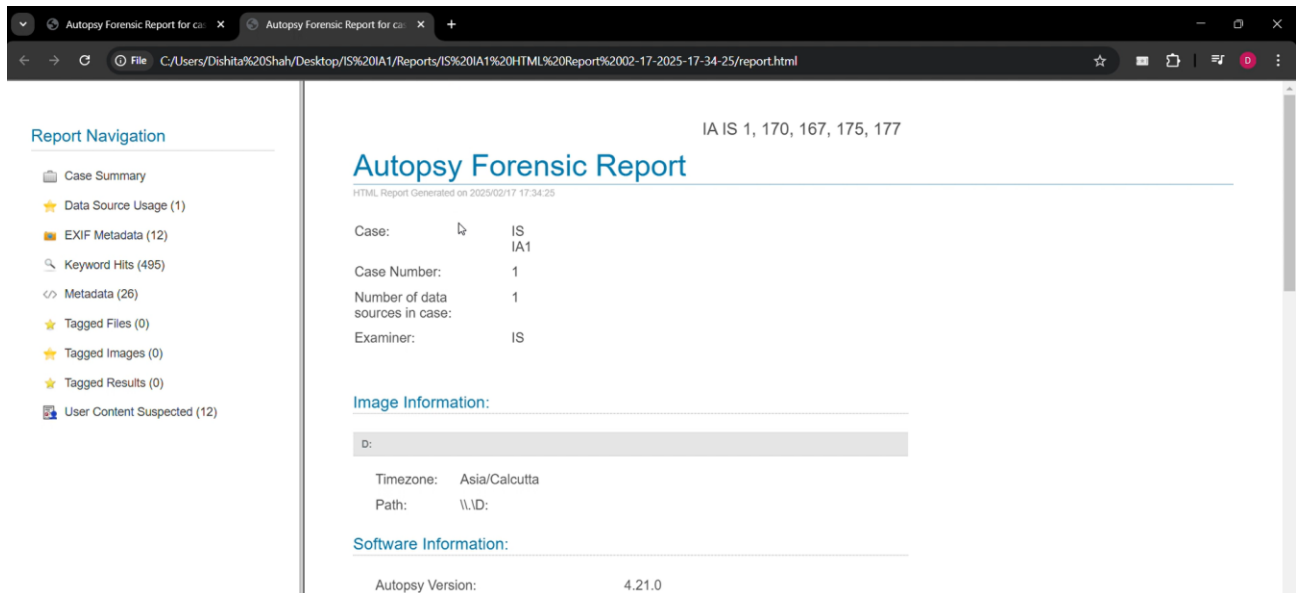 Autopsy Forensic Report for ca
Autopsy Forensic Report for ca
File C:/Users/Dishita%20Shah/Desktop/IS%20IA1/Reports/IS%20IA1%20HTML%20Report%2002-17-2025-17-34-25/report.html
D
Report Navigation
Case Summary
Data Source Usage (1)
EXIF Metadata (12)
Keyword Hits (495)
Metadata (26)
Tagged Files (0)
Tagged Images (0)
Tagged Results (0)
User Content Suspected (12)
IA IS 1, 170, 167, 175, 177
Autopsy Forensic Report
HTML Report Generated on 2025/02/17 17:34:25
Case: IS
IA1
Case Number: 1
Number of data 1
sources in case:
Examiner: IS
Image Information:
D:
Timezone: Asia/Calcutta
Path: \\.\D:
Software Information:
Autopsy Version: 4.21.0